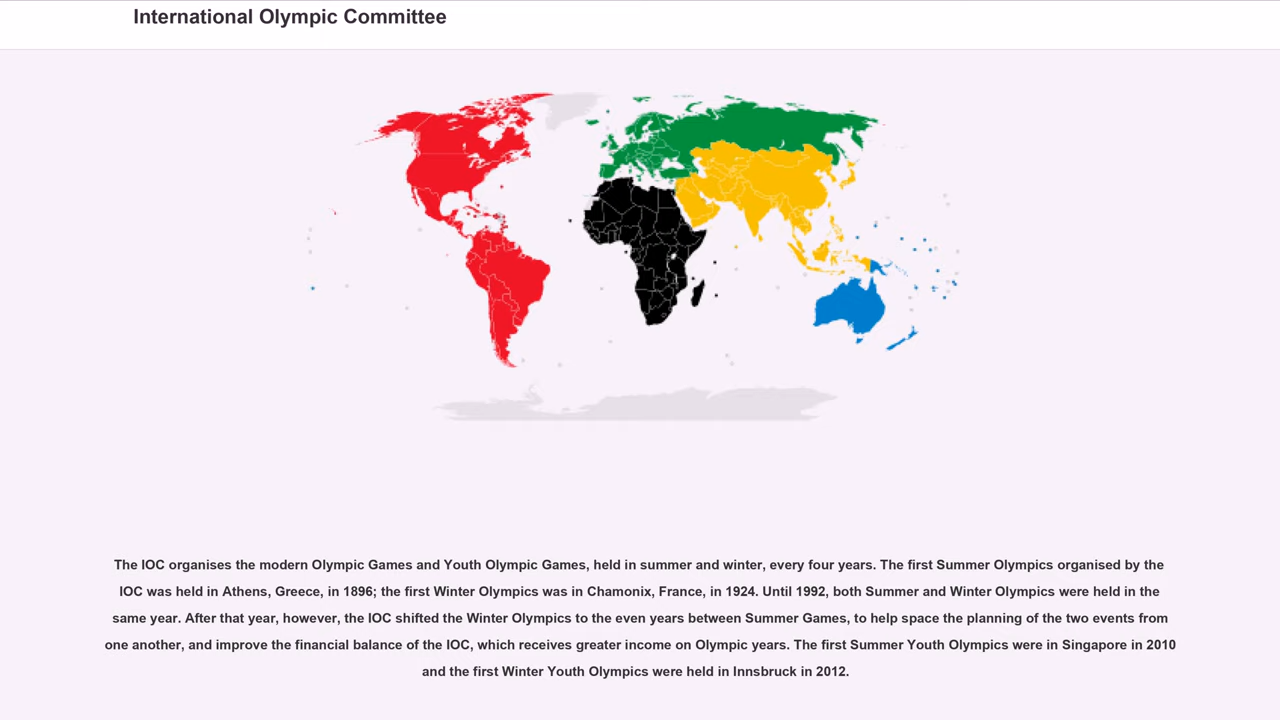 International Olympic Committee
The IOC organises the modern Olympic Games and Youth Olympic Games, held in summer and winter, every four years. The first Summer Olympics organised by the
IOC was held in Athens, Greece, in 1896; the first Winter Olympics was in Chamonix, France, in 1924. Until 1992, both Summer and Winter Olympics were held in the
same year. After that year, however, the IOC shifted the Winter Olympics to the even years between Summer Games, to help space the planning of the two events from
one another, and improve the financial balance of the IOC, which receives greater income on Olympic years. The first Summer Youth Olympics were in Singapore in 2010
and the first Winter Youth Olympics were held in Innsbruck in 2012.